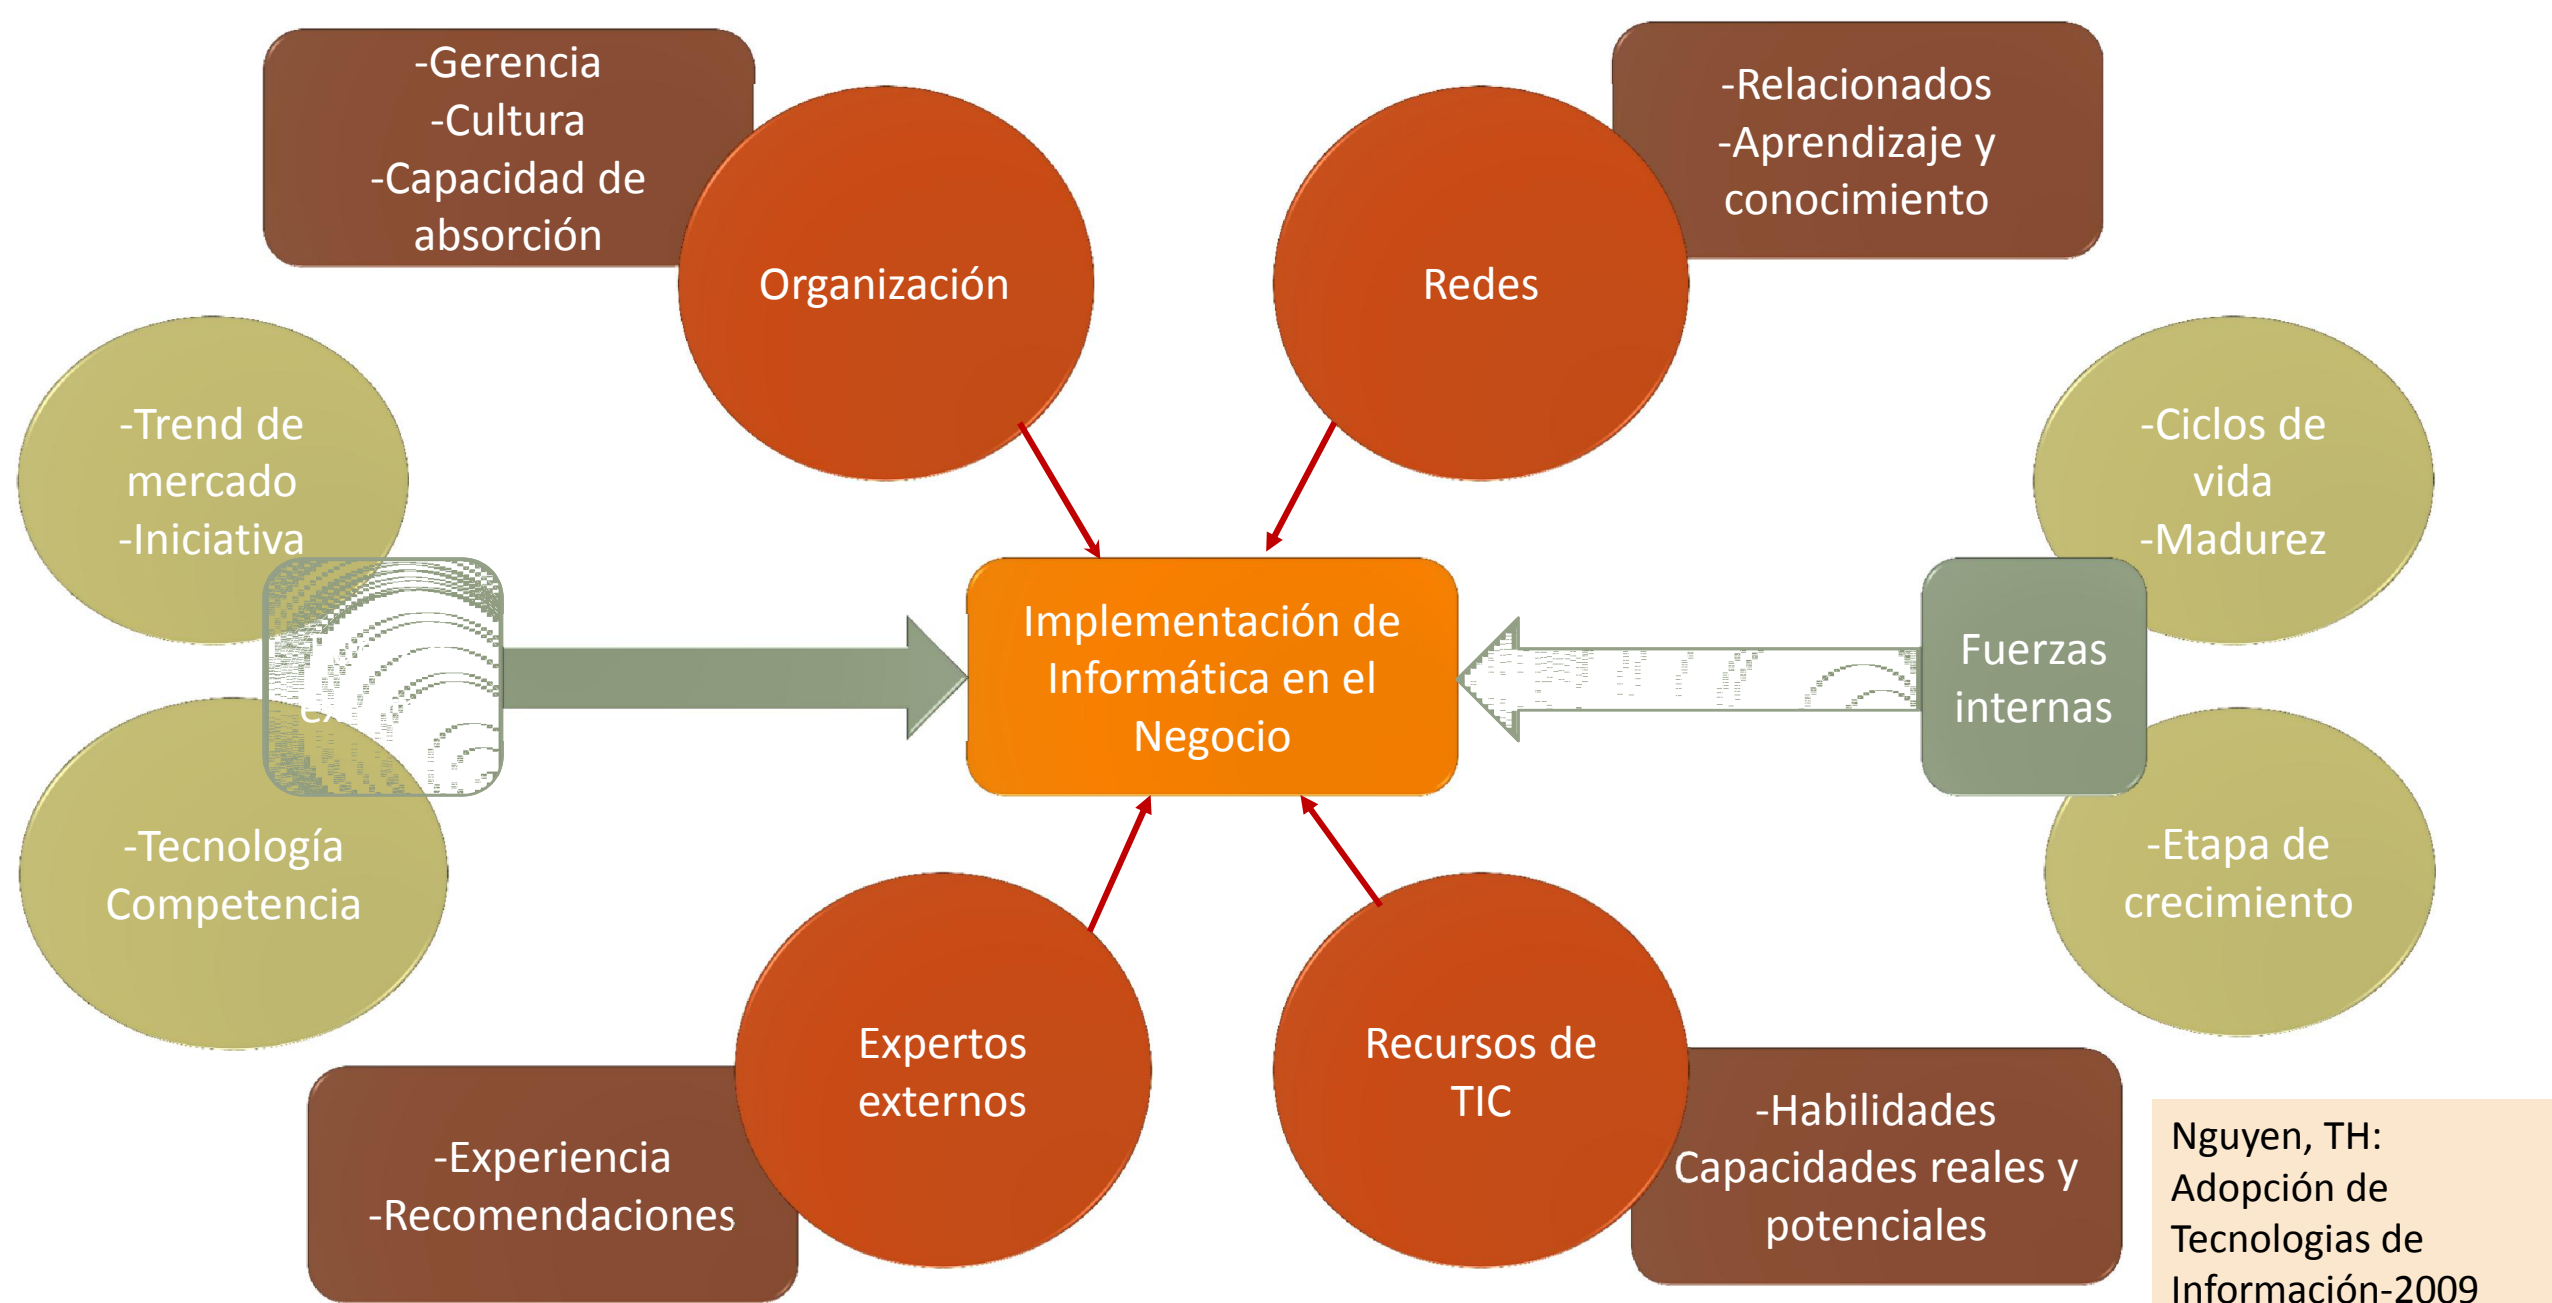 -Gerencia
-Cultura
-Capacidad de
absorción
Organización
-Relacionados
-Aprendizaje y
conocimiento
Redes
-Trend de
mercado
-Iniciativa
-Tecnología
Competencia
Implementación de
Informática en el
Negocio
Fuerzas
internas
-Ciclos de
vida
-Madurez
-Etapa de
crecimiento
Expertos
externos
-Experiencia
-Recomendaciones
Recursos de
TIC
-Habilidades
Capacidades reales y
potenciales
Nguyen, TH:
Adopción de
Tecnologias de
Información-2009